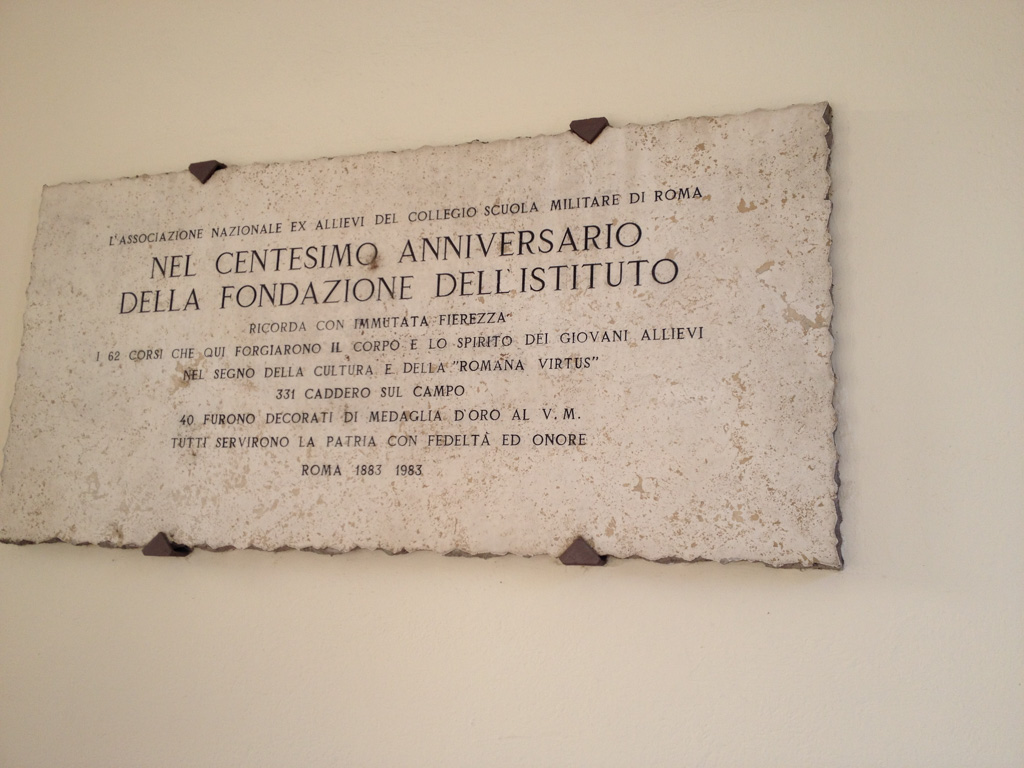 L'ASSOCIAZIONE NAZIONALE EX ALLIEVI DEL COLLEGIO SCUOLA MILITARE DI ROMA
NEL CENTESIMO ANNIVERSARIO
DELLA FONDAZIONE DELL'ISTITUTO
RICORDA CON IMMUTATA FIEREZZA
I 62 CORSI CHE QUI FORGIARONO IL CORPO E LO SPIRITO DEI GIOVANI ALLIEVI
NEL SEGNO DELLA CULTURA E DELLA "ROMANA VIRTUS"
331 CADDERO SUL CAMPO
40 FURONO DECORATI DI MEDAGLIA D'ORO AL V. M.
TUTTI SERVIRONO LA PATRIA CON FEDELTÀ ED ONORE
ROMA 1883 1983